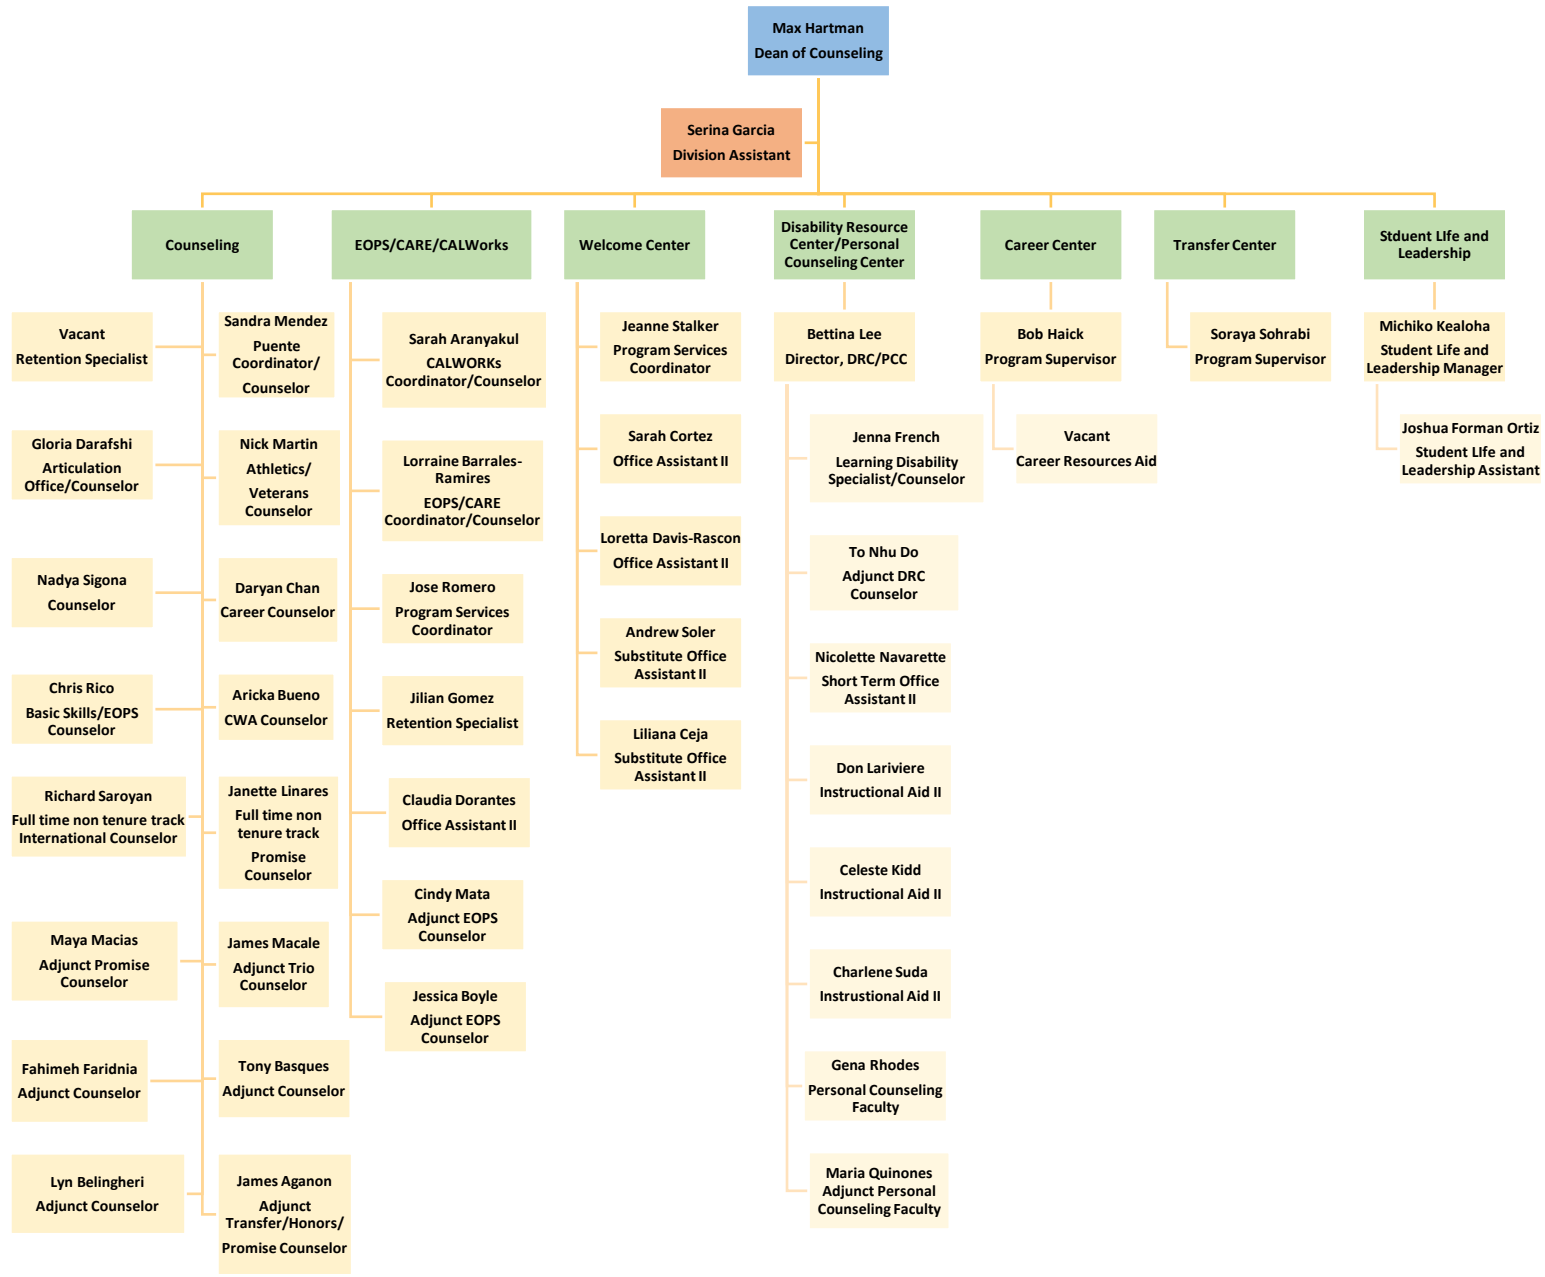 Max Hartman
Dean of Counseling
Serina Garcia
Division Assistant
Counseling
EOPS/CARE/CALWorks
Welcome Center
Disability Resource
Center/Personal
Counseling Center
Career Center
Transfer Center
Stduent LIfe and
Leadership
Vacant
Retention Specialist
Sandra Mendez
Puente
Coordinator/
Counselor
Gloria Darafshi
Articulation
Office/Counselor
Nick Martin
Athletics/
Veterans
Counselor
Nadya Sigona
Counselor
Daryan Chan
Career Counselor
Chris Rico
Basic Skills/EOPS
Counselor
Aricka Bueno
CWA Counselor
Richard Saroyan
Full time non tenure track
International Counselor
Janette Linares
Full time non
tenure track
Promise
Counselor
Maya Macias
Adjunct Promise
Counselor
James Macale
Adjunct Trio
Counselor
Fahimeh Faridnia
Adjunct Counselor
Tony Basques
Adjunct Counselor
Lyn Belingheri
Adjunct Counselor
James Aganon
Adjunct
Transfer/Honors/
Promise Counselor
Sarah Aranyakul
CALWORKs
Coordinator/Counselor
Lorraine Barrales-
Ramires
EOPS/CARE
Coordinator/Counselor
Jose Romero
Program Services
Coordinator
Jilian Gomez
Retention Specialist
Claudia Dorantes
Office Assistant II
Cindy Mata
Adjunct EOPS
Counselor
Jessica Boyle
Adjunct EOPS
Counselor
Jeanne Stalker
Program Services
Coordinator
Sarah Cortez
Office Assistant II
Loretta Davis-Rascon
Office Assistant II
Andrew Soler
Substitute Office
Assistant II
Liliana Ceja
Substitute Office
Assistant II
Bettina Lee
Director, DRC/PCC
Jenna French
Learning Disability
Specialist/Counselor
To Nhu Do
Adjunct DRC
Counselor
Nicolette Navarette
Short Term Office
Assistant II
Don Lariviere
Instructional Aid II
Celeste Kidd
Instructional Aid II
Charlene Suda
Instrustional Aid II
Gena Rhodes
Personal Counseling
Faculty
Maria Quinones
Adjunct Personal
Counseling Faculty
Bob Haick
Program Supervisor
Vacant
Career Resources Aid
Soraya Sohrabi
Program Supervisor
Michiko Kealoha
Student Life and
Leadership Manager
Joshua Forman Ortiz
Student LIfe and
Leadership Assistant